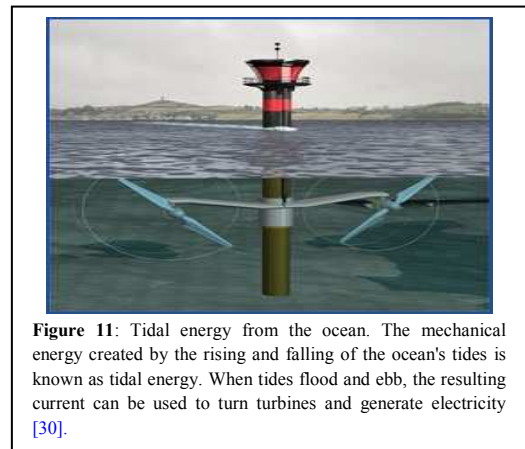 Figure 11: Tidal energy from the ocean. The mechanical
energy created by the rising and falling of the ocean's tides is
known as tidal energy. When tides flood and ebb, the resulting
current can be used to turn turbines and generate electricity
[30].